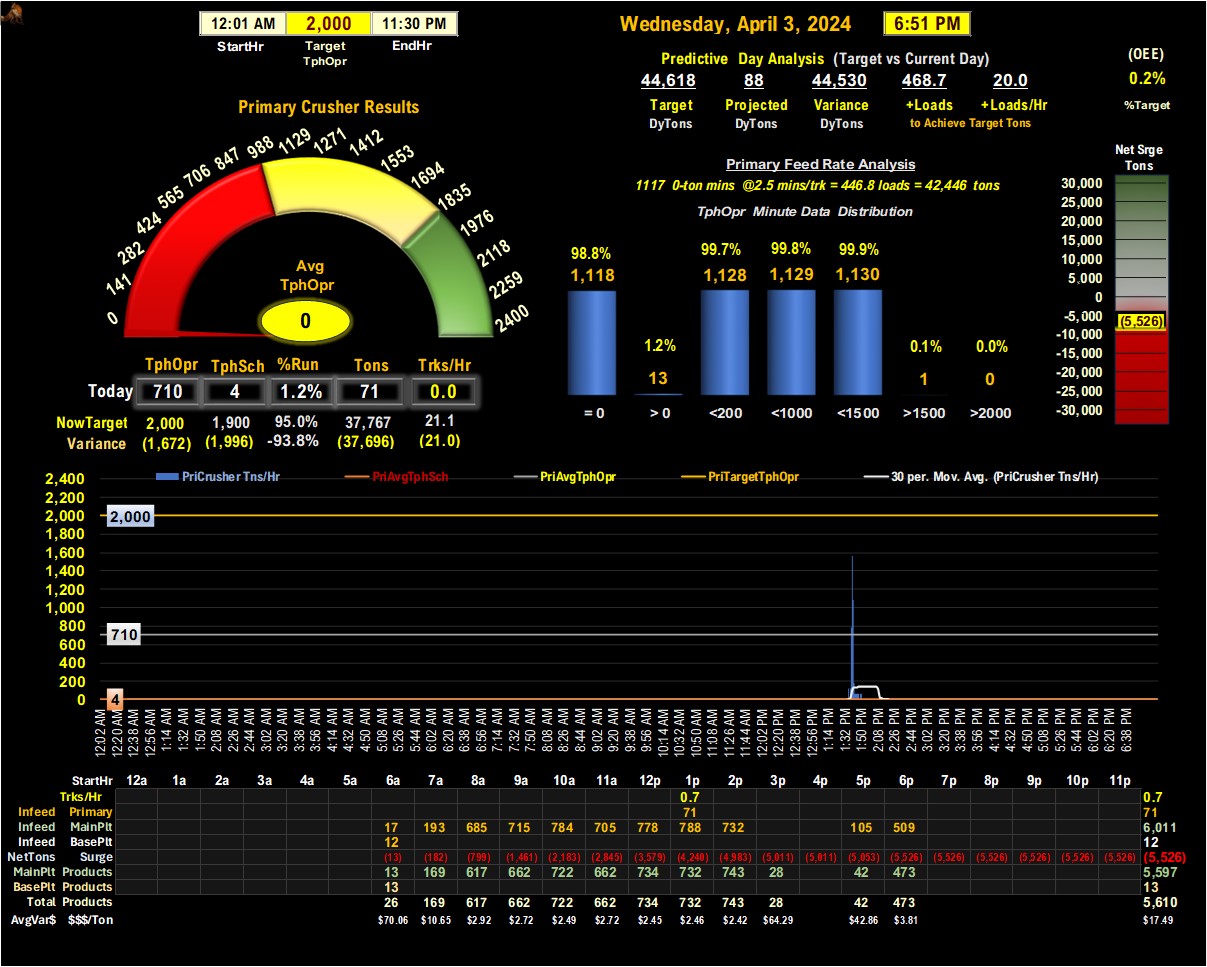 12:01 AM 2,000 11:30 PM
StartHr Target TphOpr EndHr
Wednesday, April 3, 2024 6:51 PM
Predictive Day Analysis (Target vs Current Day)
44,618 88 44,530 468.7 20.0
Target Projected Variance +Loads +Loads/Hr
DyTons DyTons DyTons to Achieve Target Tons
(OEE)
0.2%
%Target
Primary Crusher Results
0 141 282 424 565 706 847 988 1129 1271 1412 1553 1694 1835 1976 2118 2259 2400
Avg
TphOpr
0
TphOpr TphSch %Run Tons Trks/Hr
Today 710 4 1.2% 71 0.0
NowTarget 2,000 1,900 95.0% 37,767 21.1
Variance (1,672) (1,996) -93.8% (37,696) (21.0)
Primary Feed Rate Analysis
1117 0-ton mins @2.5 mins/trk = 446.8 loads = 42,446 tons
TphOpr Minute Data Distribution
98.8% 99.7% 99.8% 99.9%
1,118 1,128 1,129 1,130
1.2% 0.1% 0.0%
13 1 0
= 0 > 0 <200 <1000 <1500 >1500 >2000
Net Srge
Tons
30,000
25,000
20,000
15,000
10,000
5,000
0
-5,000
(5,526)
-10,000
-15,000
-20,000
-25,000
-30,000
PriCrusher Tns/Hr PriAvgTphSch PriAvgTphOpr PriTargetTphOpr 30 per. Mov. Avg. (PriCrusher Tns/Hr)
2,400
2,200
2,000 2,000
1,800
1,600
1,400
1,200
1,000
800
710
600
400
200
0 4
12:02 AM 12:20 AM 12:38 AM 12:56 AM 1:14 AM 1:32 AM 1:50 AM 2:08 AM 2:26 AM 2:44 AM 3:02 AM 3:20 AM 3:38 AM 3:56 AM 4:14 AM 4:32 AM 4:50 AM 5:08 AM 5:26 AM 5:44 AM 6:02 AM 6:20 AM 6:38 AM 6:56 AM 7:14 AM 7:32 AM 7:50 AM 8:08 AM 8:26 AM 8:44 AM 9:02 AM 9:20 AM 9:38 AM 9:56 AM 10:14 AM 10:32 AM 10:50 AM 11:08 AM 11:26 AM 11:44 AM 12:02 PM 12:20 PM 12:38 PM 12:56 PM 1:14 PM 1:32 PM 1:50 PM 2:08 PM 2:26 PM 2:44 PM 3:02 PM 3:20 PM 3:38 PM 3:56 PM 4:14 PM 4:32 PM 4:50 PM 5:08 PM 5:26 PM 5:44 PM 6:02 PM 6:20 PM 6:38 PM
StartHr 12a 1a 2a 3a 4a 5a 6a 7a 8a 9a 10a 11a 12p 1p 2p 3p 4p 5p 6p 7p 8p 9p 10p 11p
Trks/Hr 0.7 0.7
Infeed Primary 71 71
Infeed MainPlt 17 193 685 715 784 705 778 788 732 105 509 6,011
Infeed BasePlt 12 12
NetTons Surge (13) (182) (799) (1,461) (2,183) (2,845) (3,579) (4,240) (4,983) (5,011) (5,011) (5,053) (5,526) (5,526) (5,526) (5,526) (5,526) (5,526) (5,526)
MainPlt Products 13 169 617 662 722 662 734 732 743 28 42 473 5,597
BasePlt Products 13 13
Total Products 26 169 617 662 722 662 734 732 743 28 42 473 5,610
AvgVar$ $$$/Ton $70.06 $10.65 $2.92 $2.72 $2.49 $2.72 $2.45 $2.46 $2.42 $64.29 $42.86 $3.81 $17.49